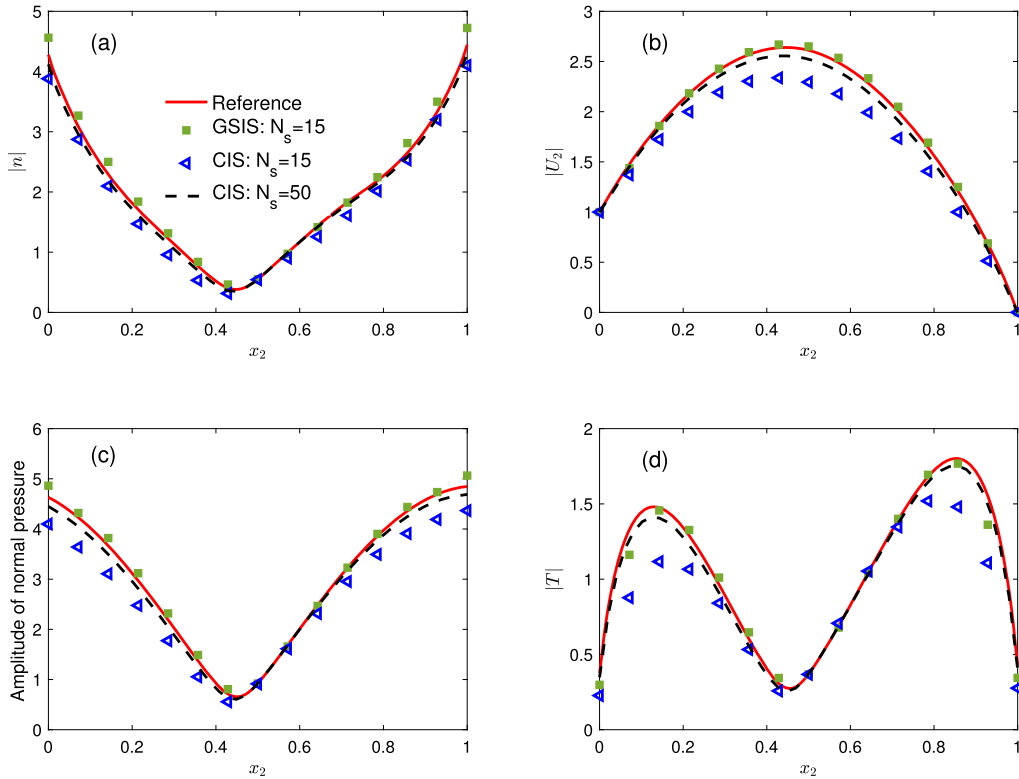 (a)
5
4
3
2
1
0
|n|
Reference
GSIS: N_s=15
CIS: N_s=15
CIS: N_s=50
0 0.2 0.4 0.6 0.8 1
x_2
(b)
3
2.5
2
1.5
1
0.5
0
|U_2|
0 0.2 0.4 0.6 0.8 1
x_2
(c)
6
5
4
3
2
1
0
Amplitude of normal pressure
0 0.2 0.4 0.6 0.8 1
x_2
(d)
2
1.5
1
0.5
0
|T|
0 0.2 0.4 0.6 0.8 1
x_2